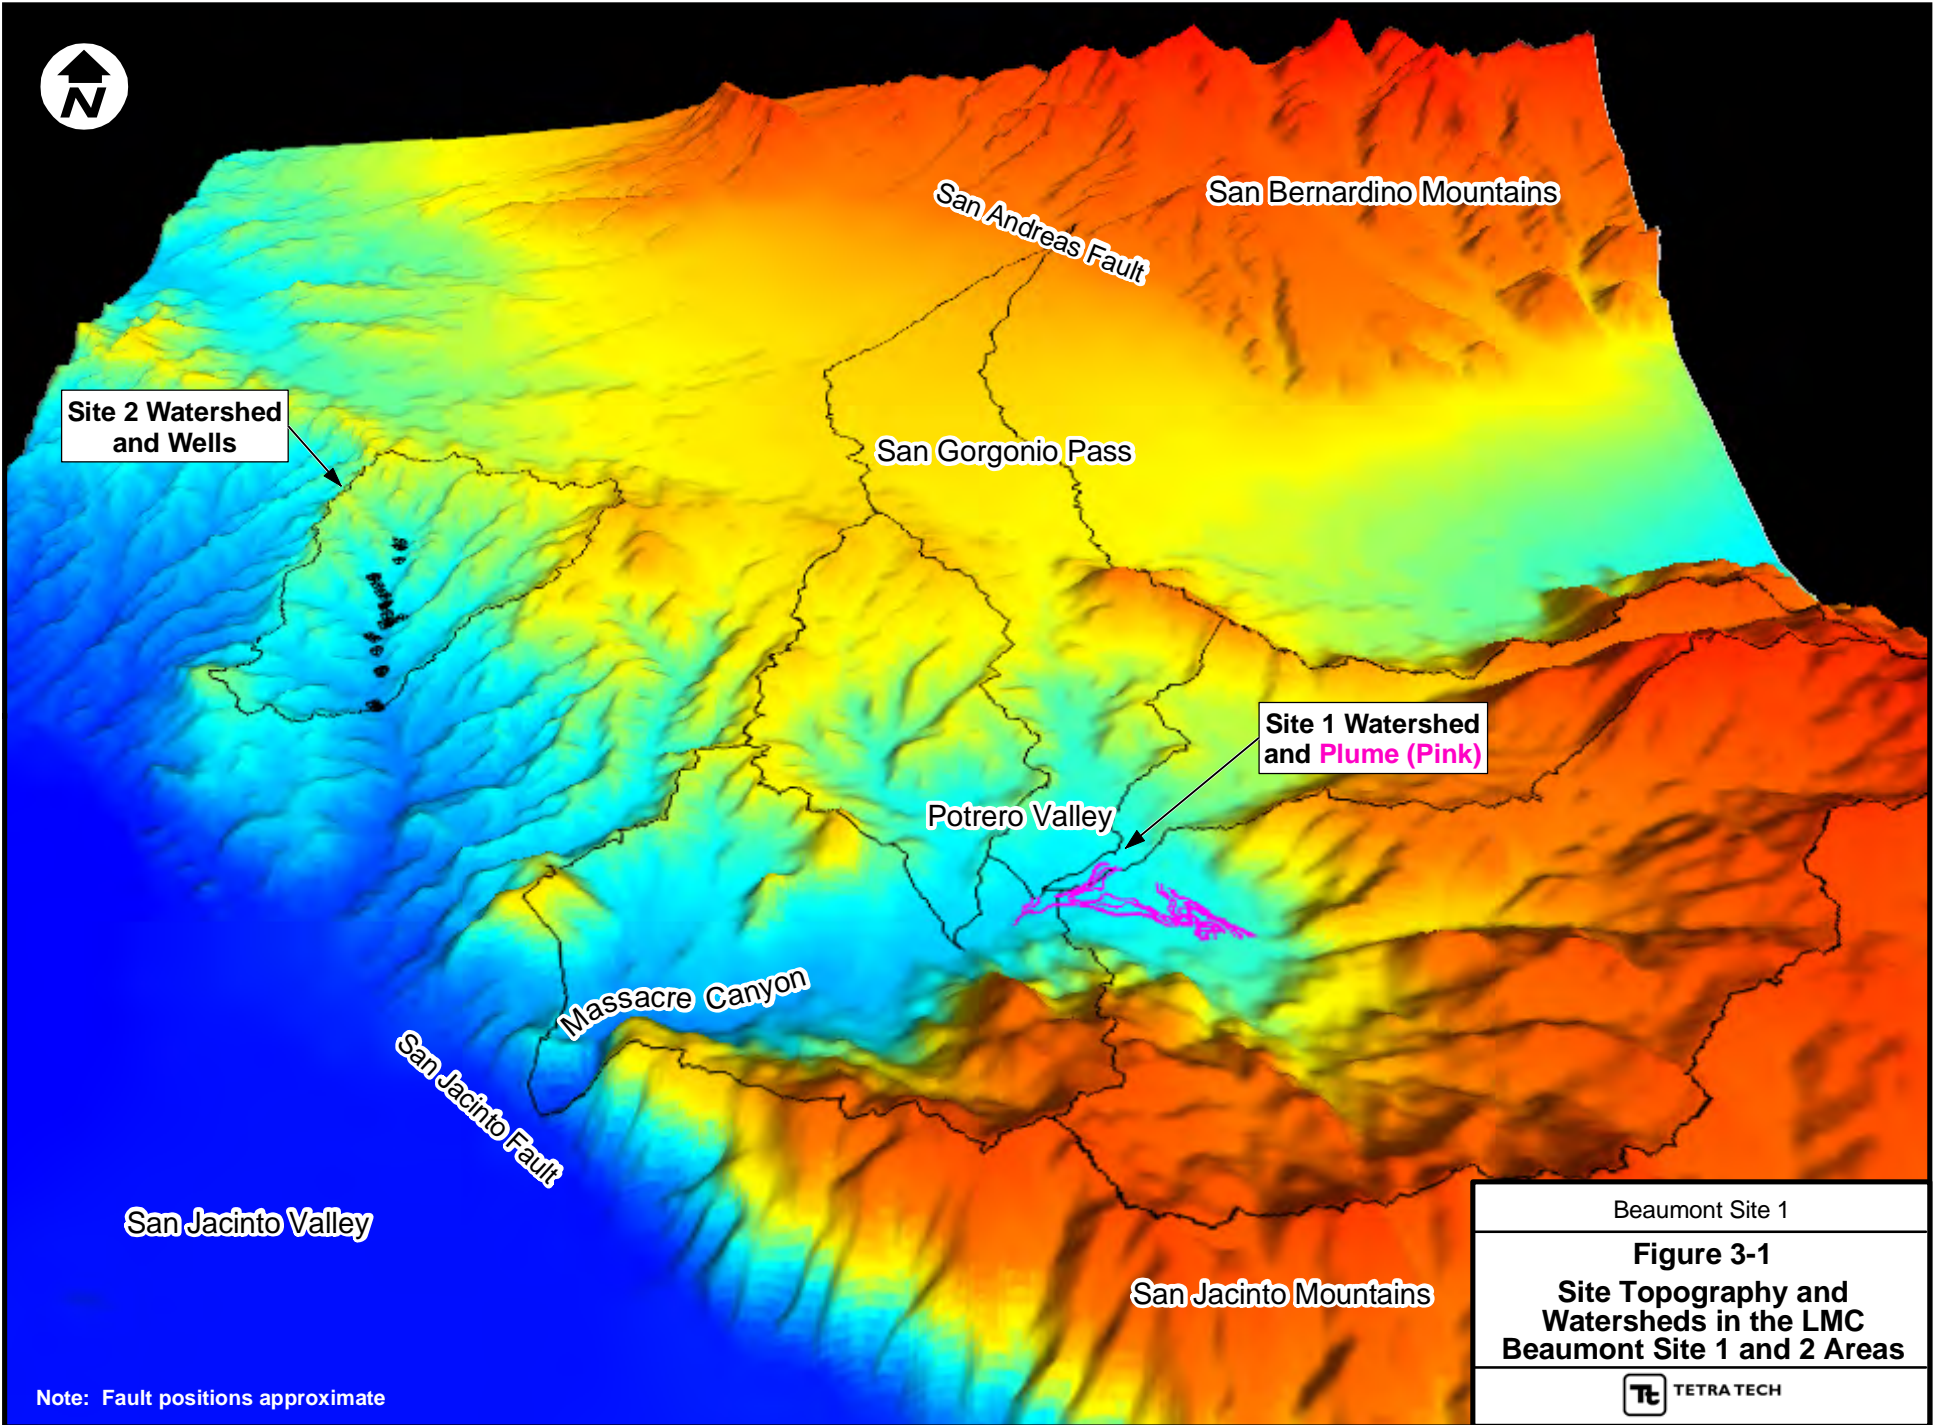 N
San Bernardino Mountains
San Andreas Fault
Site 2 Watershed
and Wells
San Gorgonio Pass
Site 1 Watershed
and Plume (Pink)
Potrero Valley
Massacre Canyon
San Jacinto Fault
San Jacinto Valley
San Jacinto Mountains
Note: Fault positions approximate
Beaumont Site 1
Figure 3-1
Site Topography and
Watersheds in the LMC
Beaumont Site 1 and 2 Areas
Tt TETRA TECH